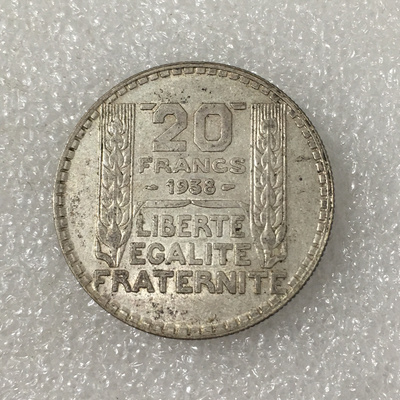 20
FRANCS
1938
LIBERTE
EGALITE
FRATERNITE